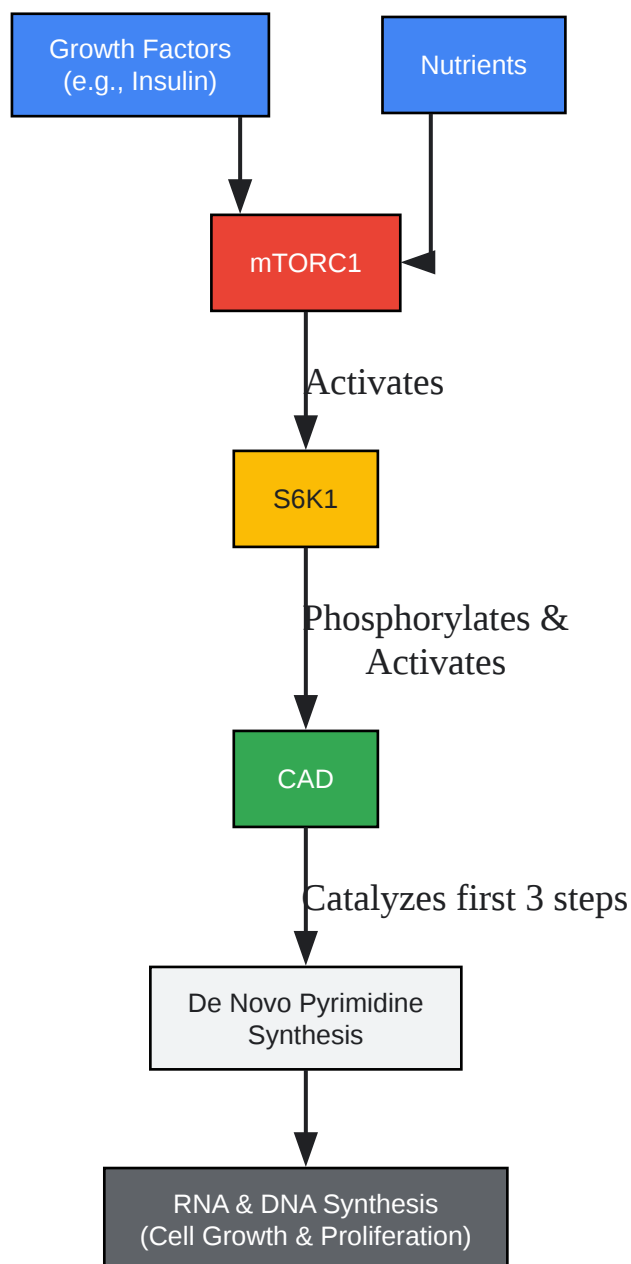 Growth Factors
(e.g., Insulin)
Nutrients
mTORC1
Activates
S6K1
Phosphorylates &
Activates
CAD
Catalyzes first 3 steps
De Novo Pyrimidine
Synthesis
RNA & DNA Synthesis
(Cell Growth & Proliferation)